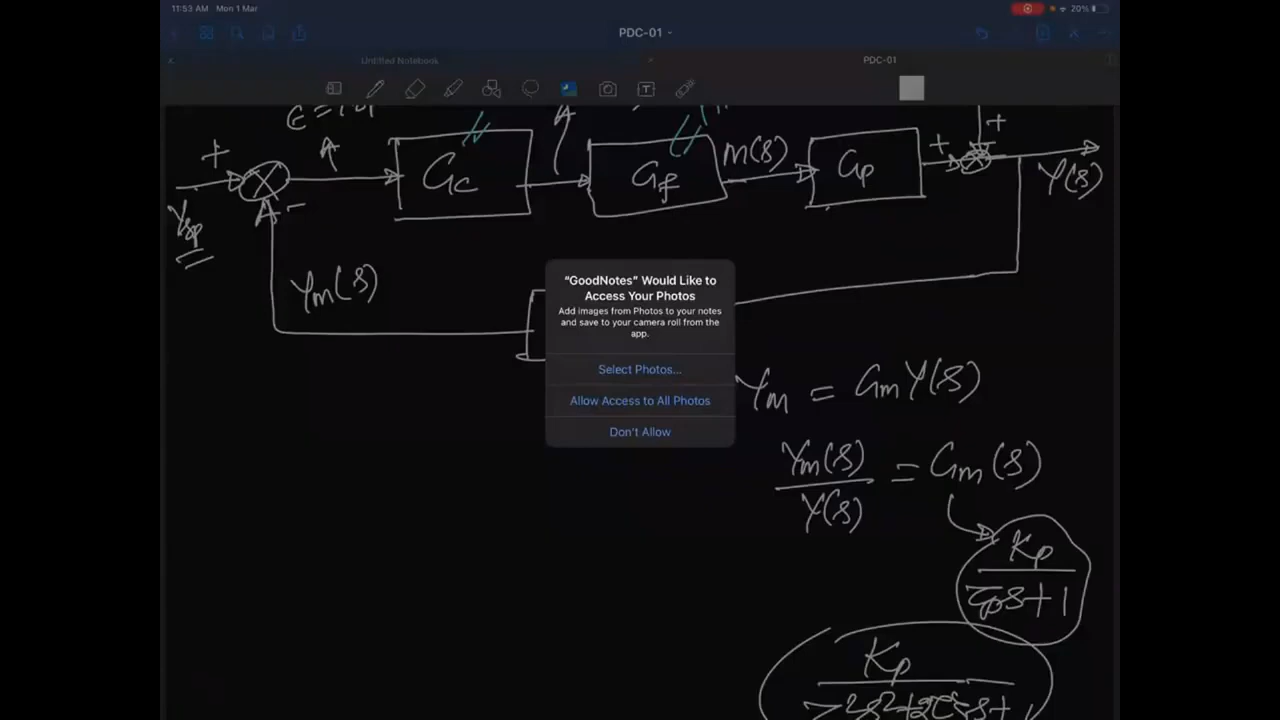 11:53 AM Mon 1 Mar
20%
PDC-01
Untitled Notebook
PDC-01
+
Gc
Gf
M(s)
Gp
+
+
Y(s)
Ysp
-
Ym(s)
“GoodNotes” Would Like to
Access Your Photos
Add images from Photos to your notes
and save to your camera roll from the
app.
Select Photos...
Allow Access to All Photos
Don't Allow
Ym = GmY(s)
Ym(s)
Y(s)
= Gm(s)
Kp
τps+1
Kp